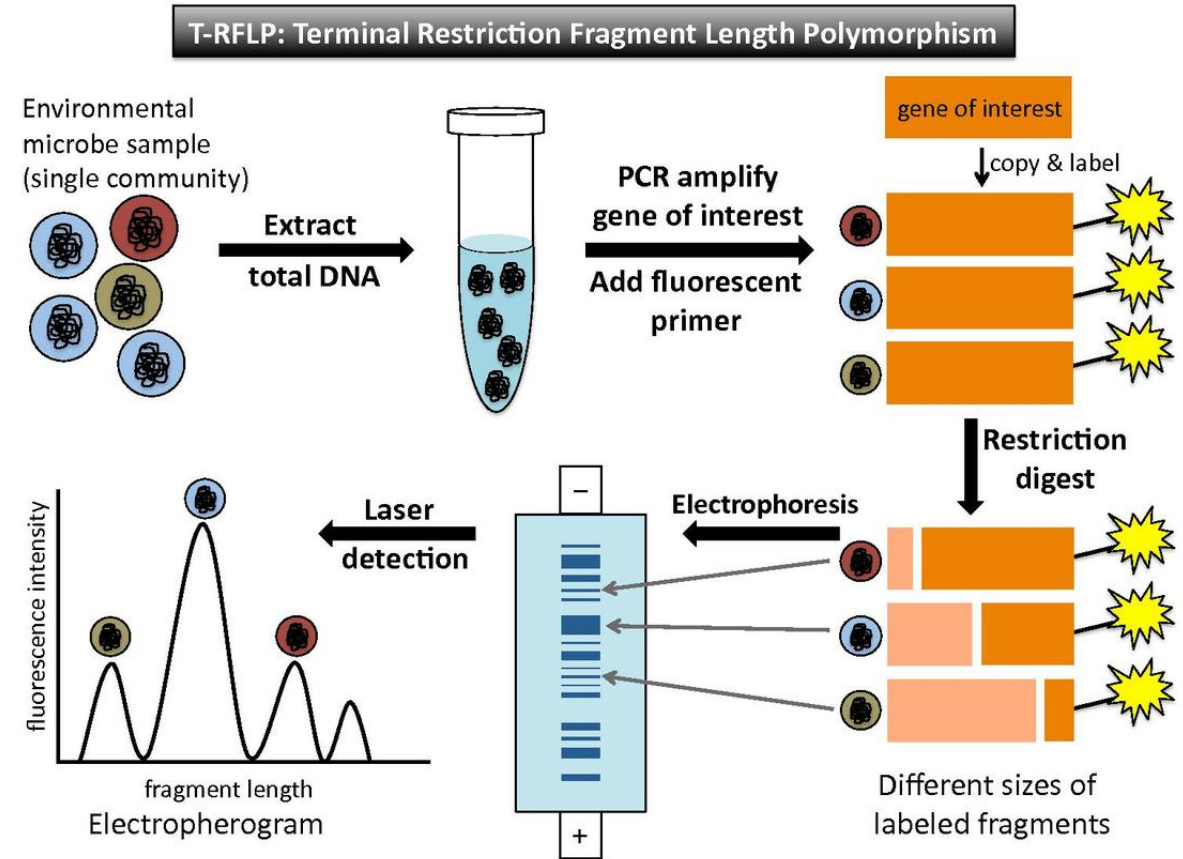 T-RFLP: Terminal Restriction Fragment Length Polymorphism
Environmental
microbe sample
(single community)
Extract
total DNA
PCR amplify
gene of interest
Add fluorescent
primer
gene of interest
copy & label
Restriction
digest
Different sizes of
labeled fragments
Electrophoresis
−
+
Laser
detection
fluorescence intensity
fragment length
Electropherogram